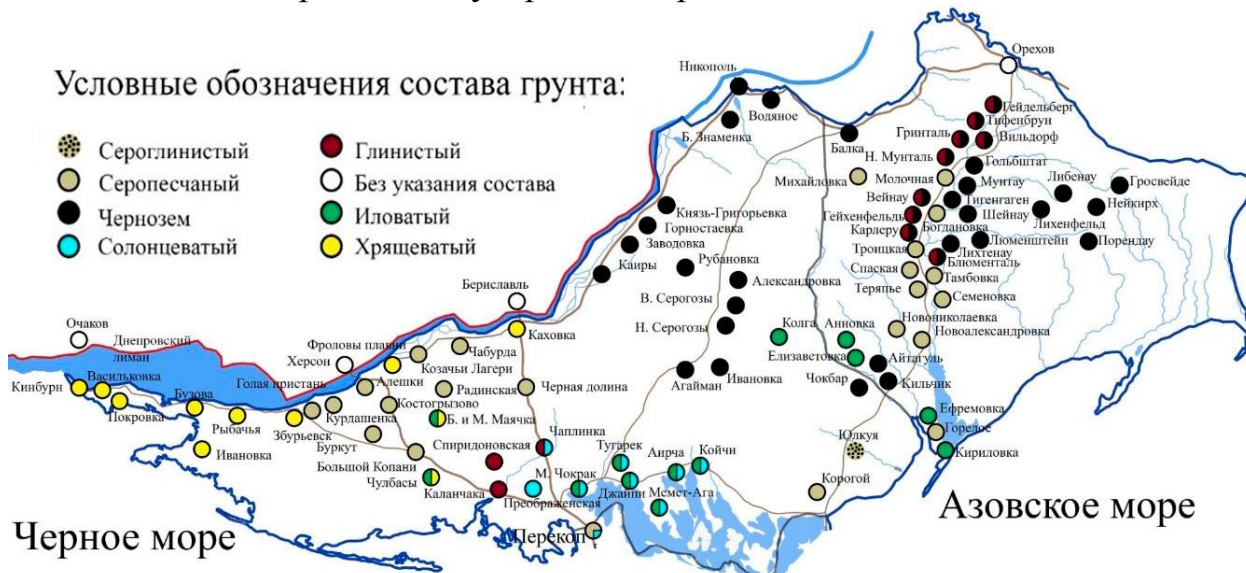 Условные обозначения состава грунта:
Сероглинистый
Серопесчаный
Чернозем
Солонцеватый
Глинистый
Без указания состава
Иловатый
Хрящеватый
Орехов
Никополь
Водяное
Б. Знаменка
Балка
Гейдельберг
Тифенбрун
Гринталь
Вильдорф
Н. Мунталь
Гольбштат
Михайловка
Молочная
Мунтау
Либенау
Гросвейде
Вейнау
Тигенгаген
Нейкирх
Гейхенфельдь
Шейнау
Лихенфельд
Карлеру
Богдановка
Троицкая
Люменштейн
Порендау
Лихтенау
Блюменталь
Спаская
Тамбовка
Теряпье
Семеновка
Новониколаевка
Новоалександровка
Князь-Григорьевка
Горностаевка
Заводовка
Каиры
Рубановка
Александровка
В. Серогозы
Н. Серогозы
Колга
Анновка
Елизаветовка
Айтагуль
Агайман
Ивановка
Чокбар
Кильчик
Ефремовка
Горелое
Кириловка
Юлкуя
Корогой
Бериславль
Каховка
Очаков
Днепровский
лиман
Фроловы плавни
Херсон
Чабурда
Козачьи Лагери
Кинбурн
Васильковка
Бузова
Голая пристань
Алешки
Радинская
Черная долина
Покровка
Костогрызово
Рыбачья
Курдашенка
Б. и М. Маячка
Збурьевск
Чаплинка
Буркут
Спиридоновская
Ивановка
Большой Копани
Тугарек
Аирча
Койчи
Чулбасы
М. Чокрак
Каланчака
Преображенская
Джаипи
Мемет-Ага
Перекоп
Черное море
Азовское море